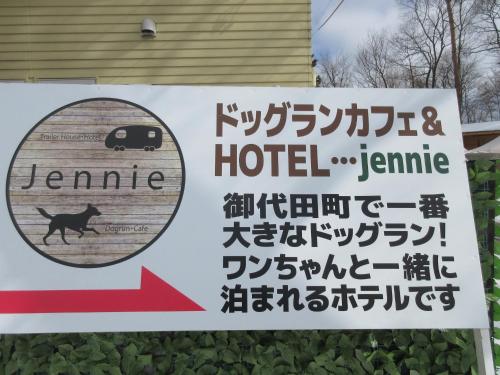 Trailer House・Hotel
Jennie
Dogrun・Cafe
ドッグランカフェ&
HOTEL…jennie
御代田町で一番
大きなドッグラン!
ワンちゃんと一緒に
泊まれるホテルです